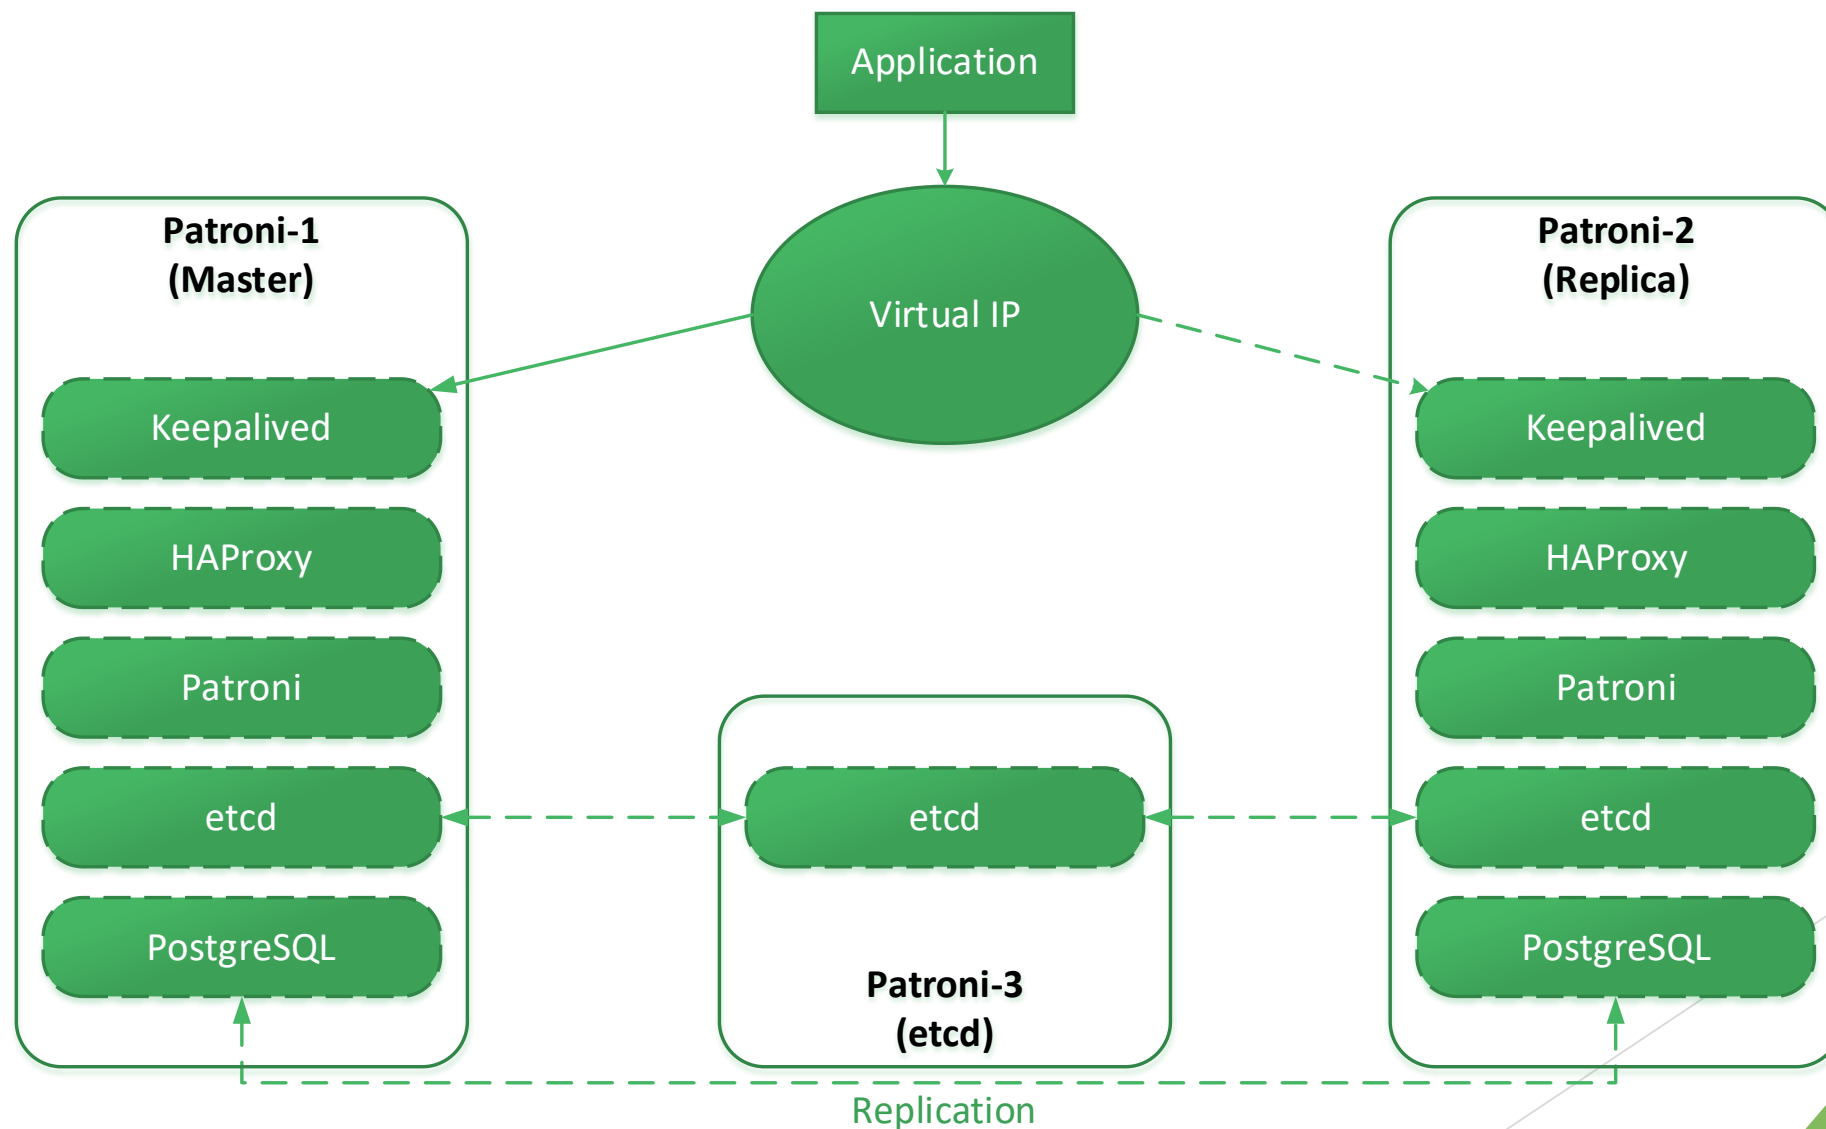 Application
Virtual IP
Patroni-1
(Master)
Keepalived
HAProxy
Patroni
etcd
PostgreSQL
etcd
Patroni-3
(etcd)
Patroni-2
(Replica)
Keepalived
HAProxy
Patroni
etcd
PostgreSQL
Replication